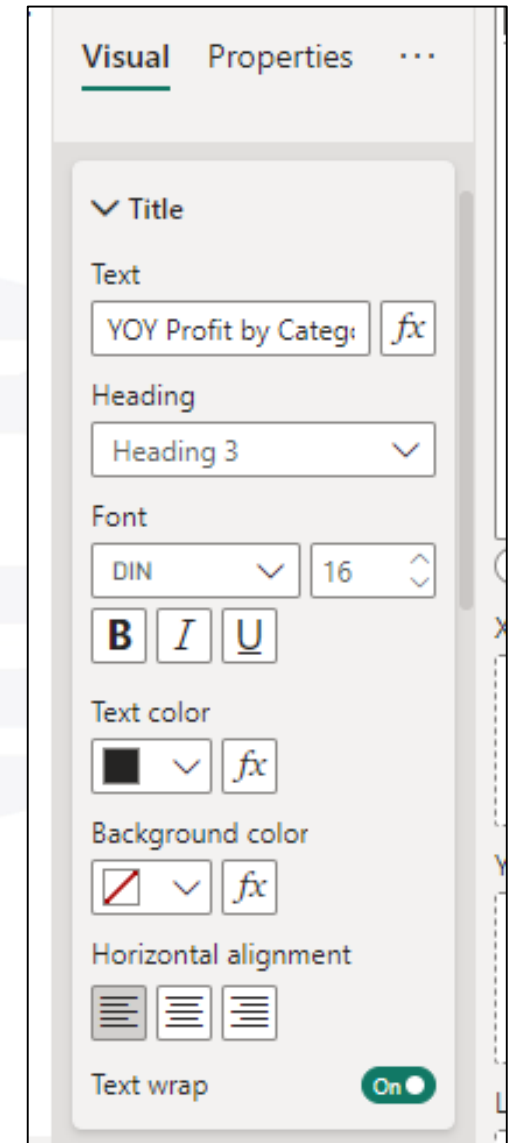 Visual Properties ...
Title
Text
YOY Profit by Catego fx
Heading
Heading 3
Font
DIN 16
B I U
Text color
fx
Background color
fx
Horizontal alignment
Text wrap On
X
Y
L